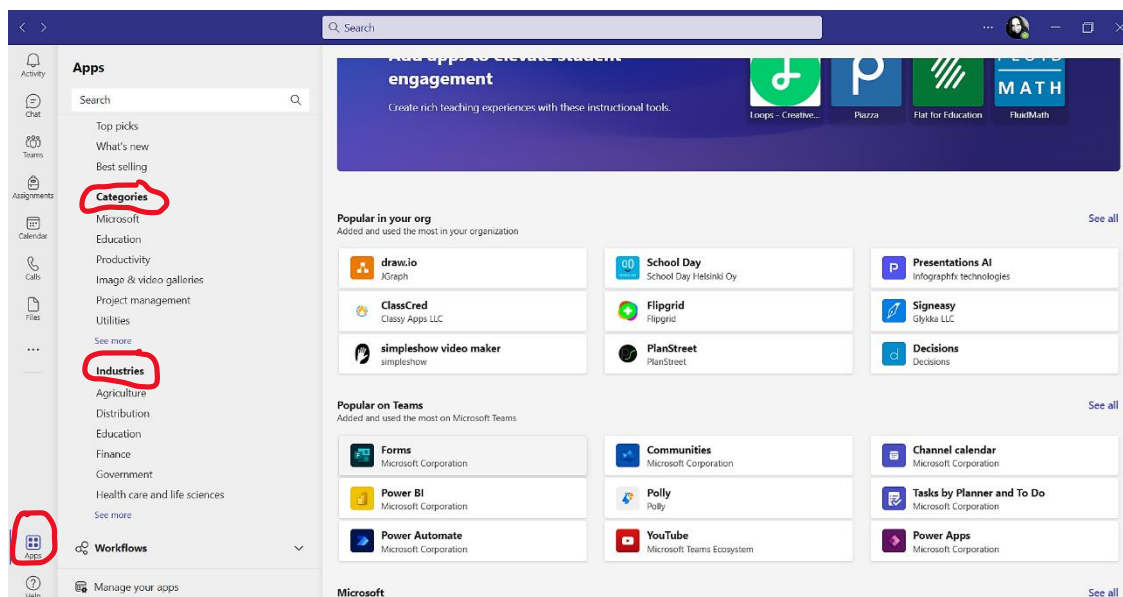 Search
Activity
Chat
Teams
Assignments
Calendar
Calls
Files
Apps
Help
Apps
Search
Top picks
What's new
Best selling
Categories
Microsoft
Education
Productivity
Image & video galleries
Project management
Utilities
See more
Industries
Agriculture
Distribution
Education
Finance
Government
Health care and life sciences
See more
Workflows
Manage your apps
Add apps to elevate student
engagement
Create rich teaching experiences with these instructional tools.
Loops - Creative...
Piazza
Flat for Education
FLUID
MATH
FluidMath
Popular in your org
See all
Added and used the most in your organization
draw.io
JGraph
School Day
School Day Helsinki Oy
Presentations AI
Infographfx technologies
ClassCred
Classy Apps LLC
Flipgrid
Flipgrid
Signeasy
Glykka LLC
simpleshow video maker
simpleshow
PlanStreet
PlanStreet
Decisions
Decisions
Popular on Teams
See all
Added and used the most on Microsoft Teams
Forms
Microsoft Corporation
Communities
Microsoft Corporation
Channel calendar
Microsoft Corporation
Power BI
Microsoft Corporation
Polly
Polly
Tasks by Planner and To Do
Microsoft Corporation
Power Automate
Microsoft Corporation
YouTube
Microsoft Teams Ecosystem
Power Apps
Microsoft Corporation
Microsoft
See all